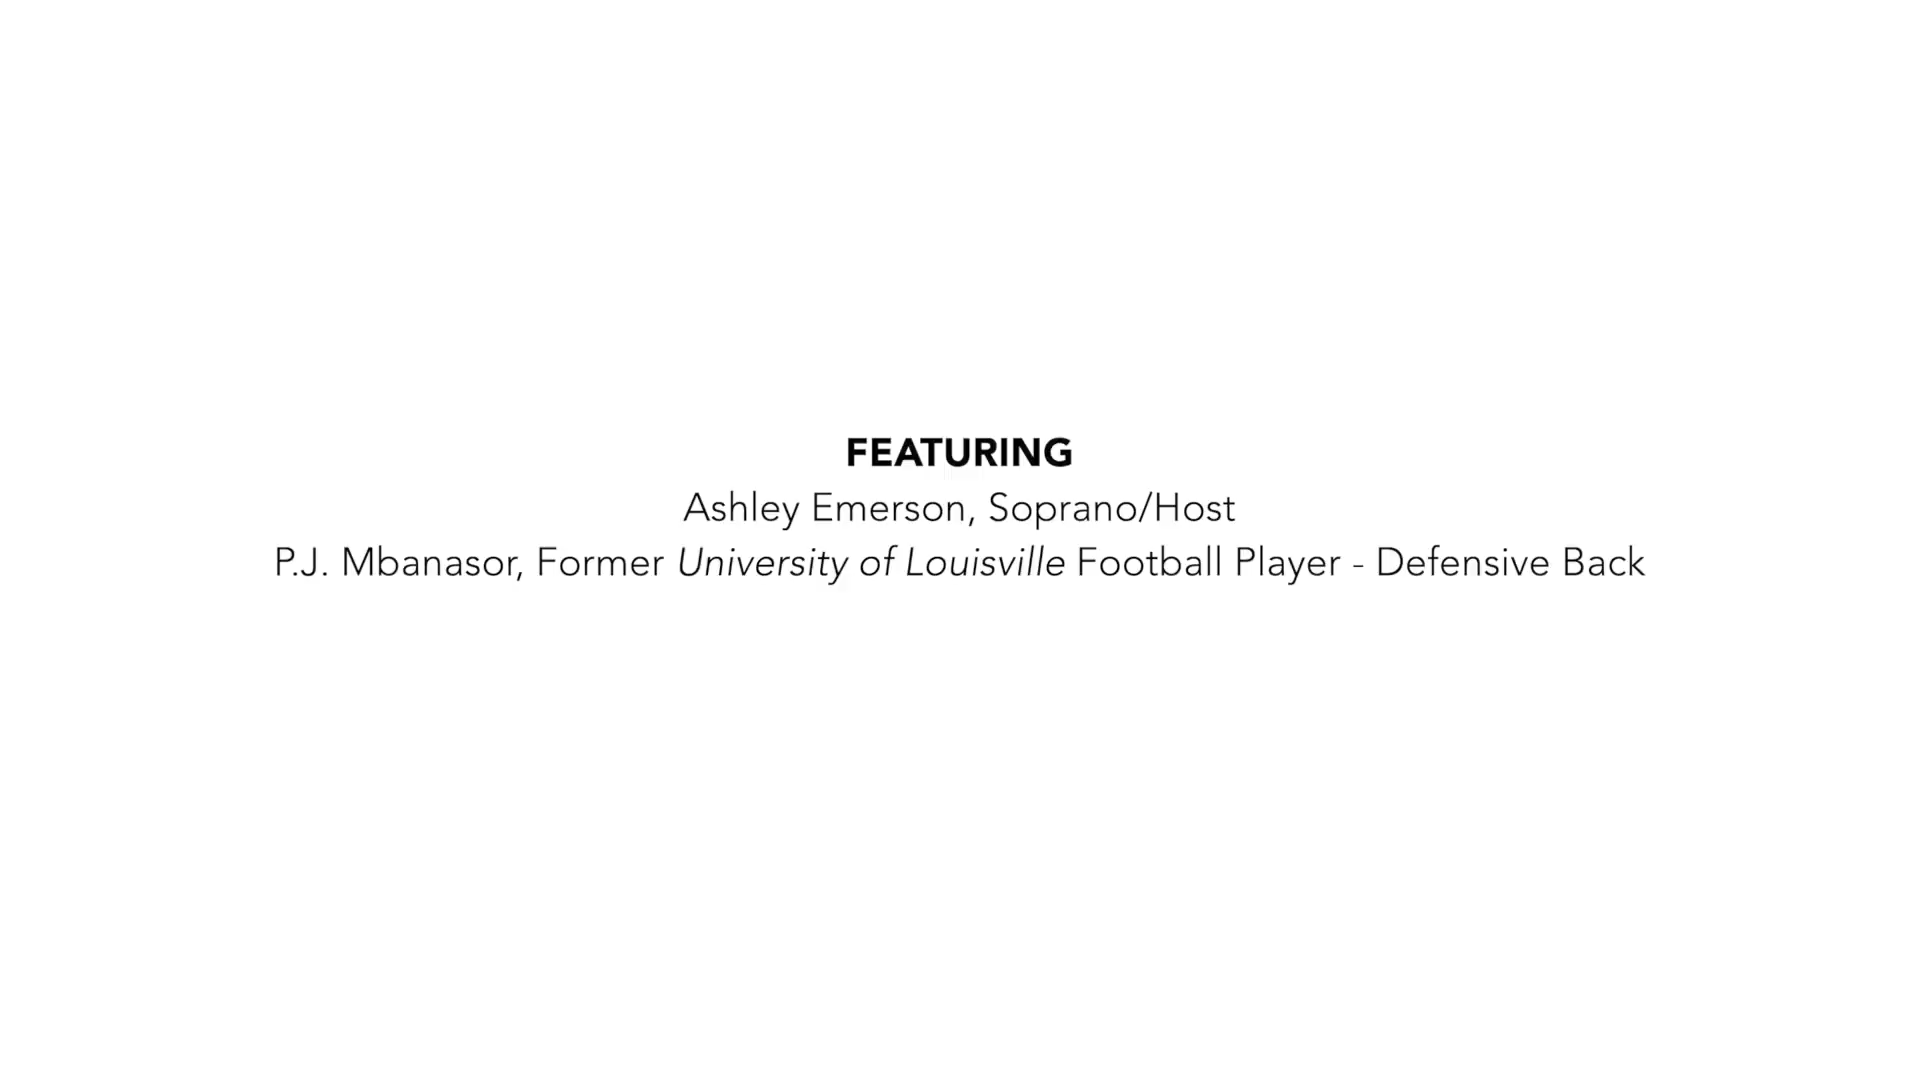 FEATURING
Ashley Emerson, Soprano/Host
P.J. Mbanasor, Former University of Louisville Football Player - Defensive Back